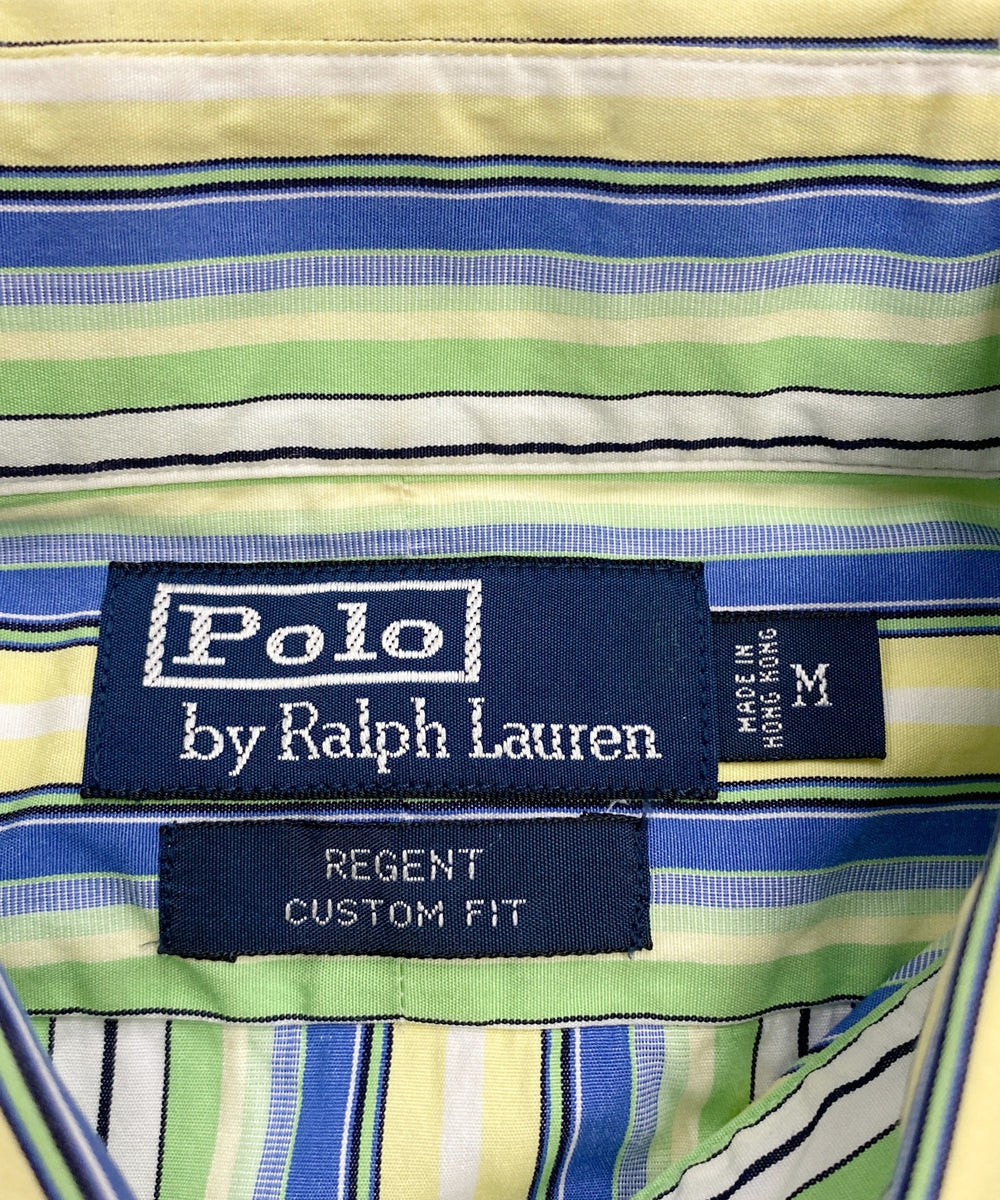 Polo
by Ralph Lauren
MADE IN
HONG KONG
M
REGENT
CUSTOM FIT